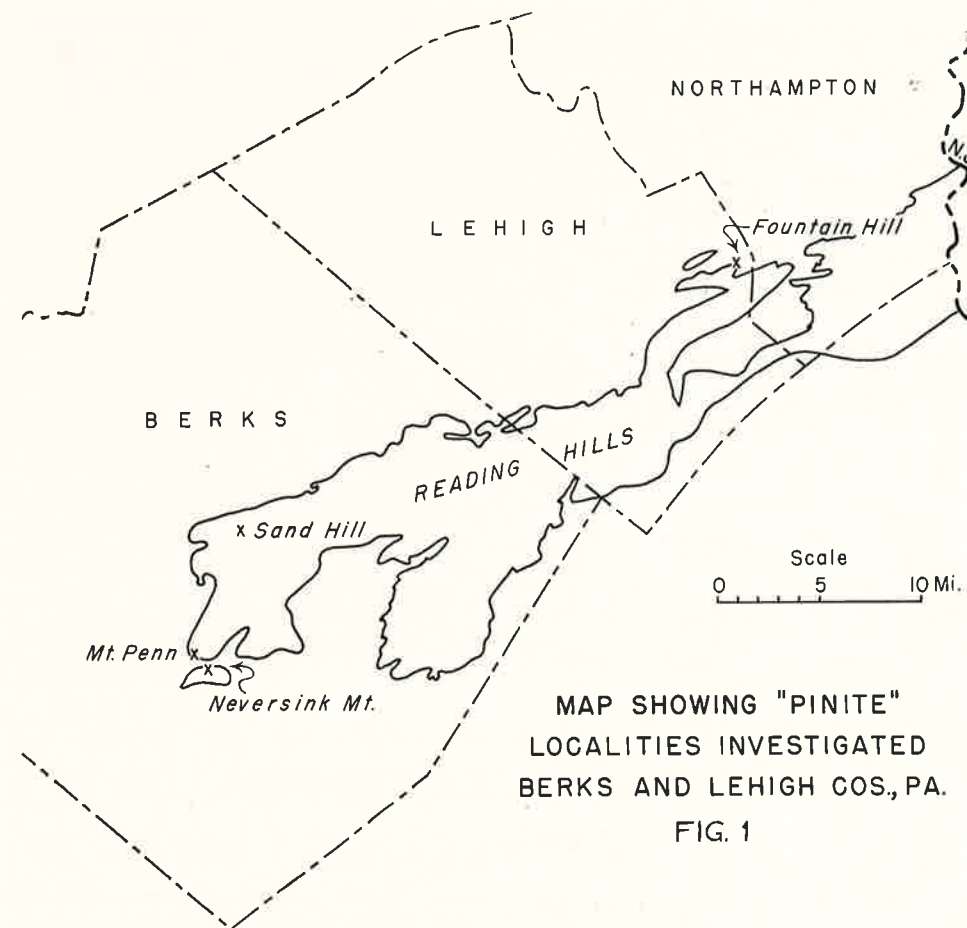 NORTHAMPTON
N.
LEHIGH
Fountain Hill
BERKS
READING HILLS
Sand Hill
Scale
0 5 10 Mi.
Mt. Penn
Neversink Mt.
MAP SHOWING "PINITE"
LOCALITIES INVESTIGATED
BERKS AND LEHIGH COS., PA.
FIG. 1